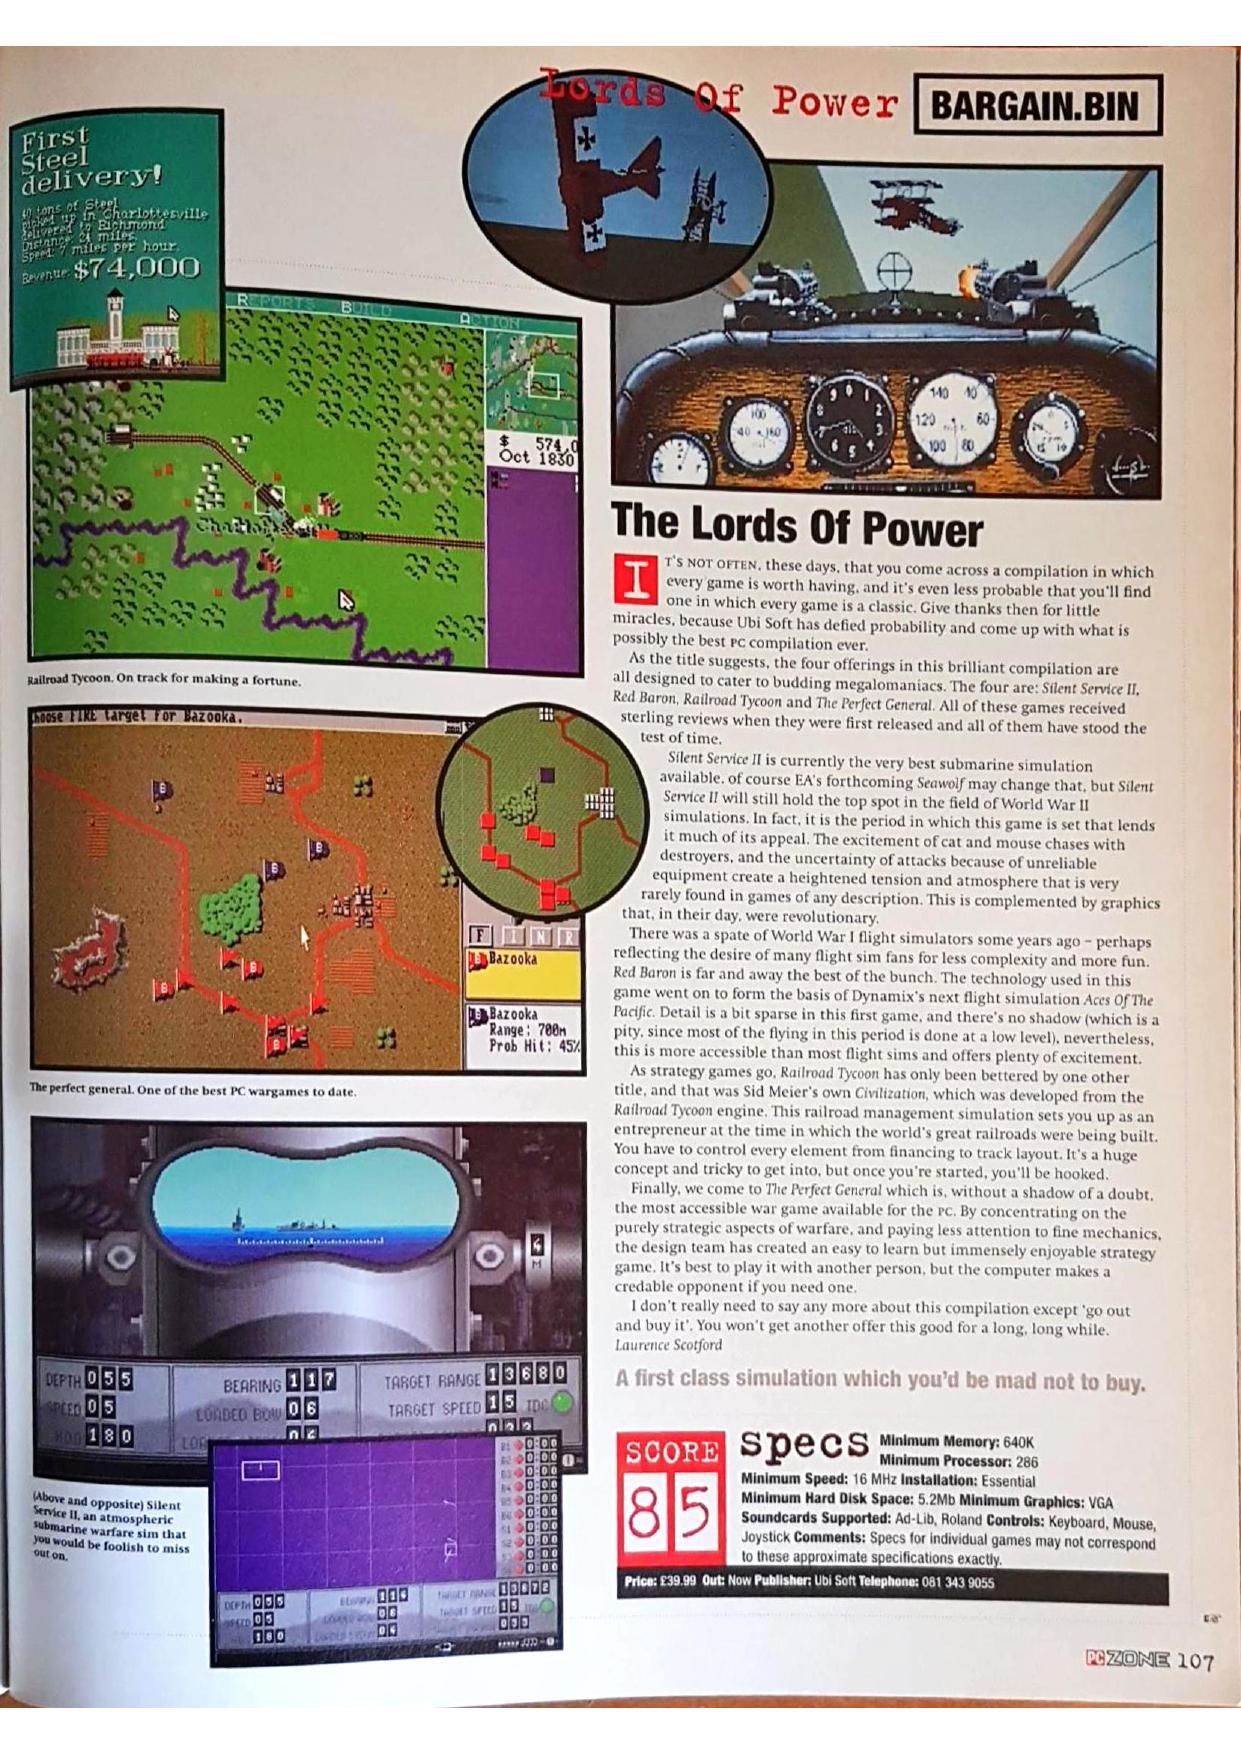 Lords Of Power
BARGAIN.BIN
First
Steel
delivery!
40 tons of Steel
picked up in Charlottesville
delivered to Richmond
Distance: 24 miles.
Speed: 7 miles per hour.
Revenue: $74,000
REPORTS BUILD ACTION
$ 574,0
Oct 1830
Railroad Tycoon. On track for making a fortune.
hoose FIRE target for Bazooka.
F I N R
Bazooka
Bazooka
Range: 700m
Prob Hit: 45%
The perfect general. One of the best PC wargames to date.
DEPTH 055
SPEED 05
180
BEARING 117
LOADED BOW 06
TARGET RANGE 13680
TARGET SPEED 15 TDC
(Above and opposite) Silent
Service II, an atmospheric
submarine warfare sim that
you would be foolish to miss
out on.
The Lords Of Power
IT'S NOT OFTEN, these days, that you come across a compilation in which
every game is worth having, and it's even less probable that you'll find
one in which every game is a classic. Give thanks then for little
miracles, because Ubi Soft has defied probability and come up with what is
possibly the best PC compilation ever.
As the title suggests, the four offerings in this brilliant compilation are
all designed to cater to budding megalomaniacs. The four are: Silent Service II,
Red Baron, Railroad Tycoon and The Perfect General. All of these games received
sterling reviews when they were first released and all of them have stood the
test of time.
Silent Service II is currently the very best submarine simulation
available, of course EA's forthcoming Seawolf may change that, but Silent
Service II will still hold the top spot in the field of World War II
simulations. In fact, it is the period in which this game is set that lends
it much of its appeal. The excitement of cat and mouse chases with
destroyers, and the uncertainty of attacks because of unreliable
equipment create a heightened tension and atmosphere that is very
rarely found in games of any description. This is complemented by graphics
that, in their day, were revolutionary.
There was a spate of World War I flight simulators some years ago – perhaps
reflecting the desire of many flight sim fans for less complexity and more fun.
Red Baron is far and away the best of the bunch. The technology used in this
game went on to form the basis of Dynamix's next flight simulation Aces Of The
Pacific. Detail is a bit sparse in this first game, and there's no shadow (which is a
pity, since most of the flying in this period is done at a low level), nevertheless,
this is more accessible than most flight sims and offers plenty of excitement.
As strategy games go, Railroad Tycoon has only been bettered by one other
title, and that was Sid Meier's own Civilization, which was developed from the
Railroad Tycoon engine. This railroad management simulation sets you up as an
entrepreneur at the time in which the world's great railroads were being built.
You have to control every element from financing to track layout. It's a huge
concept and tricky to get into, but once you're started, you'll be hooked.
Finally, we come to The Perfect General which is, without a shadow of a doubt,
the most accessible war game available for the PC. By concentrating on the
purely strategic aspects of warfare, and paying less attention to fine mechanics,
the design team has created an easy to learn but immensely enjoyable strategy
game. It's best to play it with another person, but the computer makes a
credable opponent if you need one.
I don't really need to say any more about this compilation except 'go out
and buy it'. You won't get another offer this good for a long, long while.
Laurence Scotford
A first class simulation which you'd be mad not to buy.
SCORE
85
specs Minimum Memory: 640K
Minimum Processor: 286
Minimum Speed: 16 MHz Installation: Essential
Minimum Hard Disk Space: 5.2Mb Minimum Graphics: VGA
Soundcards Supported: Ad-Lib, Roland Controls: Keyboard, Mouse,
Joystick Comments: Specs for individual games may not correspond
to these approximate specifications exactly.
Price: £39.99 Out: Now Publisher: Ubi Soft Telephone: 081 343 9055
PC ZONE 107